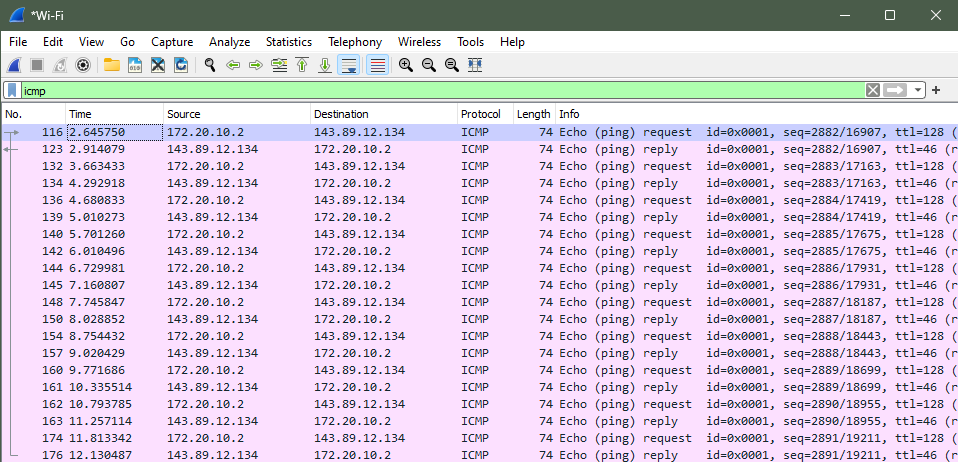 *Wi-Fi
File Edit View Go Capture Analyze Statistics Telephony Wireless Tools Help
icmp
No. Time Source Destination Protocol Length Info
116 2.645750 172.20.10.2 143.89.12.134 ICMP 74 Echo (ping) request id=0x0001, seq=2882/16907, ttl=128 (
123 2.914079 143.89.12.134 172.20.10.2 ICMP 74 Echo (ping) reply id=0x0001, seq=2882/16907, ttl=46 (r
132 3.663433 172.20.10.2 143.89.12.134 ICMP 74 Echo (ping) request id=0x0001, seq=2883/17163, ttl=128 (
134 4.292918 143.89.12.134 172.20.10.2 ICMP 74 Echo (ping) reply id=0x0001, seq=2883/17163, ttl=46 (r
136 4.680833 172.20.10.2 143.89.12.134 ICMP 74 Echo (ping) request id=0x0001, seq=2884/17419, ttl=128 (
139 5.010273 143.89.12.134 172.20.10.2 ICMP 74 Echo (ping) reply id=0x0001, seq=2884/17419, ttl=46 (r
140 5.701260 172.20.10.2 143.89.12.134 ICMP 74 Echo (ping) request id=0x0001, seq=2885/17675, ttl=128 (
142 6.010496 143.89.12.134 172.20.10.2 ICMP 74 Echo (ping) reply id=0x0001, seq=2885/17675, ttl=46 (r
144 6.729981 172.20.10.2 143.89.12.134 ICMP 74 Echo (ping) request id=0x0001, seq=2886/17931, ttl=128 (
145 7.160807 143.89.12.134 172.20.10.2 ICMP 74 Echo (ping) reply id=0x0001, seq=2886/17931, ttl=46 (r
148 7.745847 172.20.10.2 143.89.12.134 ICMP 74 Echo (ping) request id=0x0001, seq=2887/18187, ttl=128 (
150 8.028852 143.89.12.134 172.20.10.2 ICMP 74 Echo (ping) reply id=0x0001, seq=2887/18187, ttl=46 (r
154 8.754432 172.20.10.2 143.89.12.134 ICMP 74 Echo (ping) request id=0x0001, seq=2888/18443, ttl=128 (
157 9.020429 143.89.12.134 172.20.10.2 ICMP 74 Echo (ping) reply id=0x0001, seq=2888/18443, ttl=46 (r
160 9.771686 172.20.10.2 143.89.12.134 ICMP 74 Echo (ping) request id=0x0001, seq=2889/18699, ttl=128 (
161 10.335514 143.89.12.134 172.20.10.2 ICMP 74 Echo (ping) reply id=0x0001, seq=2889/18699, ttl=46 (r
162 10.793785 172.20.10.2 143.89.12.134 ICMP 74 Echo (ping) request id=0x0001, seq=2890/18955, ttl=128 (
163 11.257114 143.89.12.134 172.20.10.2 ICMP 74 Echo (ping) reply id=0x0001, seq=2890/18955, ttl=46 (r
174 11.813342 172.20.10.2 143.89.12.134 ICMP 74 Echo (ping) request id=0x0001, seq=2891/19211, ttl=128 (
176 12.130487 143.89.12.134 172.20.10.2 ICMP 74 Echo (ping) reply id=0x0001, seq=2891/19211, ttl=46 (r